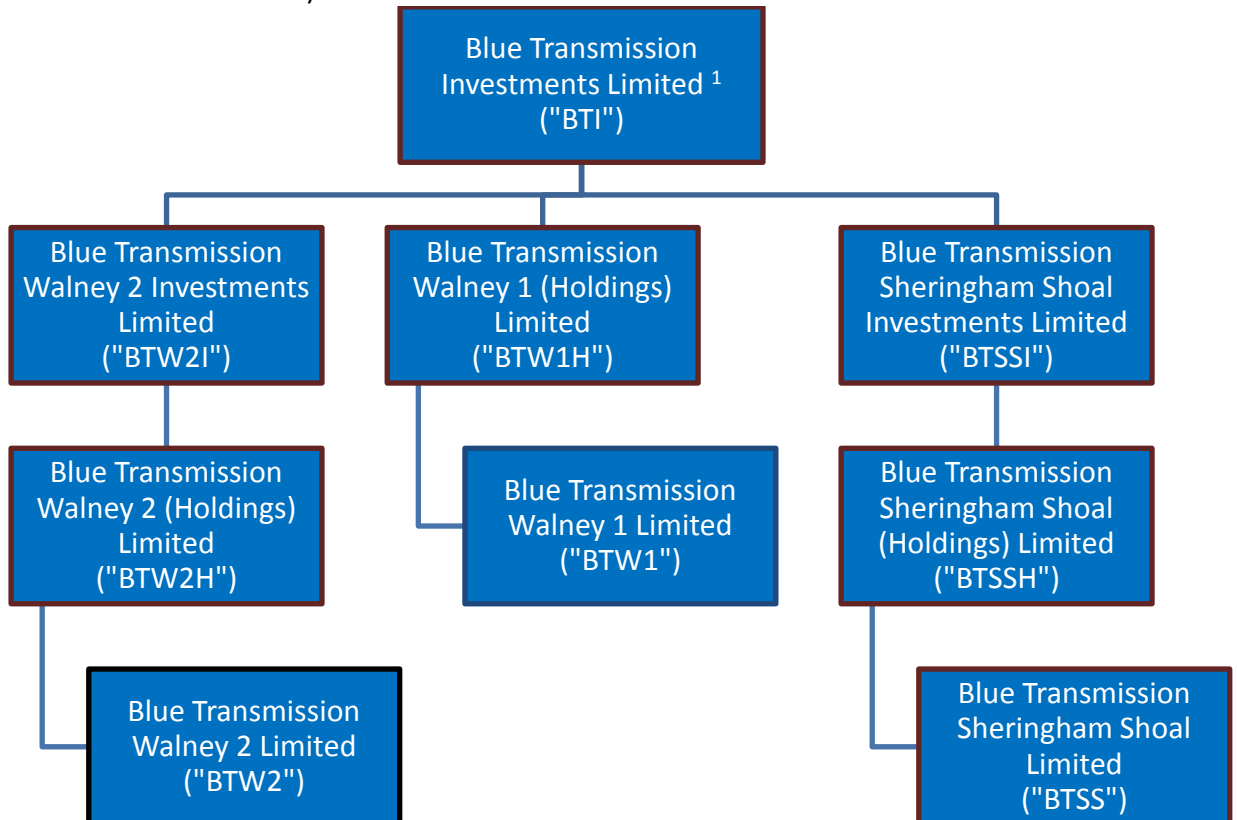 Blue Transmission
Investments Limited 1
("BTI")
Blue Transmission
Walney 2 Investments
Limited
("BTW2I")
Blue Transmission
Walney 1 (Holdings)
Limited
("BTW1H")
Blue Transmission
Sheringham Shoal
Investments Limited
("BTSSI")
Blue Transmission
Walney 2 (Holdings)
Limited
("BTW2H")
Blue Transmission
Walney 1 Limited
("BTW1")
Blue Transmission
Sheringham Shoal
(Holdings) Limited
("BTSSH")
Blue Transmission
Walney 2 Limited
("BTW2")
Blue Transmission
Sheringham Shoal
Limited
("BTSS")